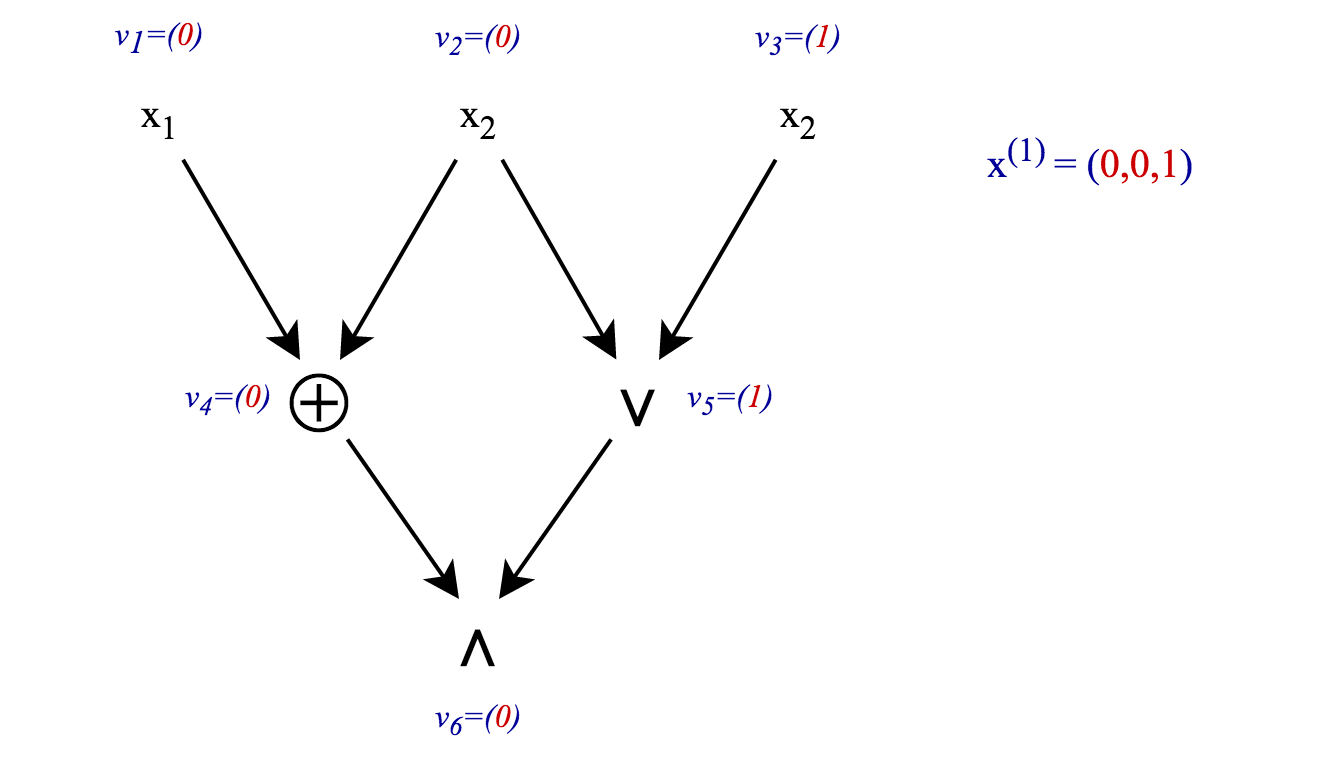 v₁=(0) v₂=(0) v₃=(1)
x₁ x₂ x₂
x⁽¹⁾ = (0,0,1)
v₄=(0) ⊕ ∨ v₅=(1)
∧
v₆=(0)